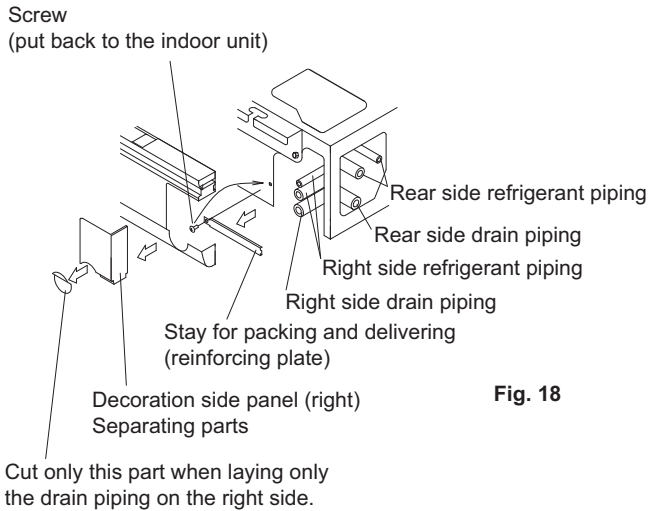 Screw
(put back to the indoor unit)
Rear side refrigerant piping
Rear side drain piping
Right side refrigerant piping
Right side drain piping
Stay for packing and delivering
(reinforcing plate)
Decoration side panel (right)
Separating parts
Fig. 18
Cut only this part when laying only
the drain piping on the right side.